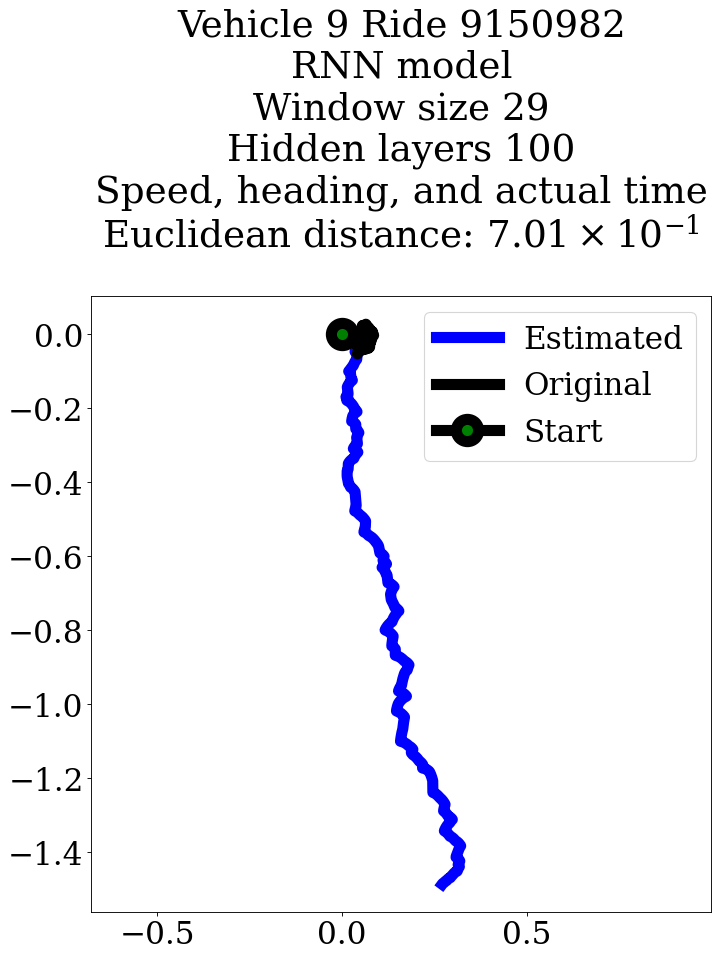 Vehicle 9 Ride 9150982
RNN model
Window size 29
Hidden layers 100
Speed, heading, and actual time
Euclidean distance: $7.01 × 10^{-1}$
Estimated
Original
Start
0.0
−0.2
−0.4
−0.6
−0.8
−1.0
−1.2
−1.4
−0.5 0.0 0.5